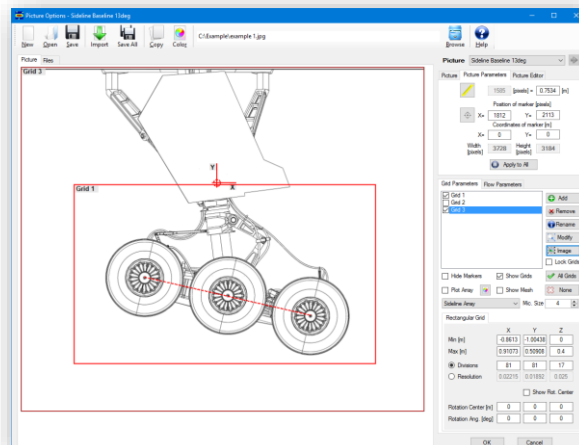 Picture Options - Sideline Baseline 13deg
New Open Save Import Save All Copy Color C:\Example\example 1.jpg Browse Help
Picture Files
Grid 3
Y
X
Grid 1
Picture Sideline Baseline 13deg
Picture Picture Parameters Picture Editor
1585 [pixels] = 0.7534 [m]
Position of marker [pixels]
X= 1812 Y= 2113
Coordinates of marker [m]
X= 0 Y= 0
Width [pixels] 3728 Height [pixels] 3184
Apply to All
Grid Parameters Flow Parameters
Grid 1
Grid 2
Grid 3
Add
Remove
Rename
Modify
Image
Lock Grids
Hide Markers Show Grids All Grids
Plot Array Show Mesh None
Sideline Array Mic. Size 4
Rectangular Grid
X Y Z
Min [m] -0.8613 -1.00438 0
Max [m] 0.91073 0.50908 0.4
Divisions 81 81 17
Resolution 0.02215 0.01892 0.025
Show Rot. Center
Rotation Center [m] 0 0 0
Rotation Ang. [deg] 0 0 0
OK Cancel